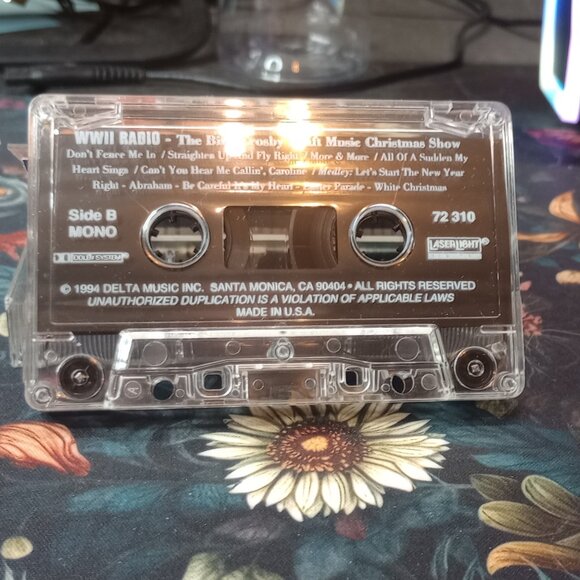 WWII RADIO - The Bing Crosby Kraft Music Christmas Show
Don't Fence Me In / Straighten Up And Fly Right / More & More / All Of A Sudden My
Heart Sings / Can't You Hear Me Callin', Caroline / Medley: Let's Start The New Year
Right - Abraham - Be Careful It's My Heart - Easter Parade - White Christmas
Side B
MONO
72 310
DOLBY SYSTEM
LASERLIGHT
© 1994 DELTA MUSIC INC. SANTA MONICA, CA 90404 • ALL RIGHTS RESERVED
UNAUTHORIZED DUPLICATION IS A VIOLATION OF APPLICABLE LAWS
MADE IN U.S.A.
A